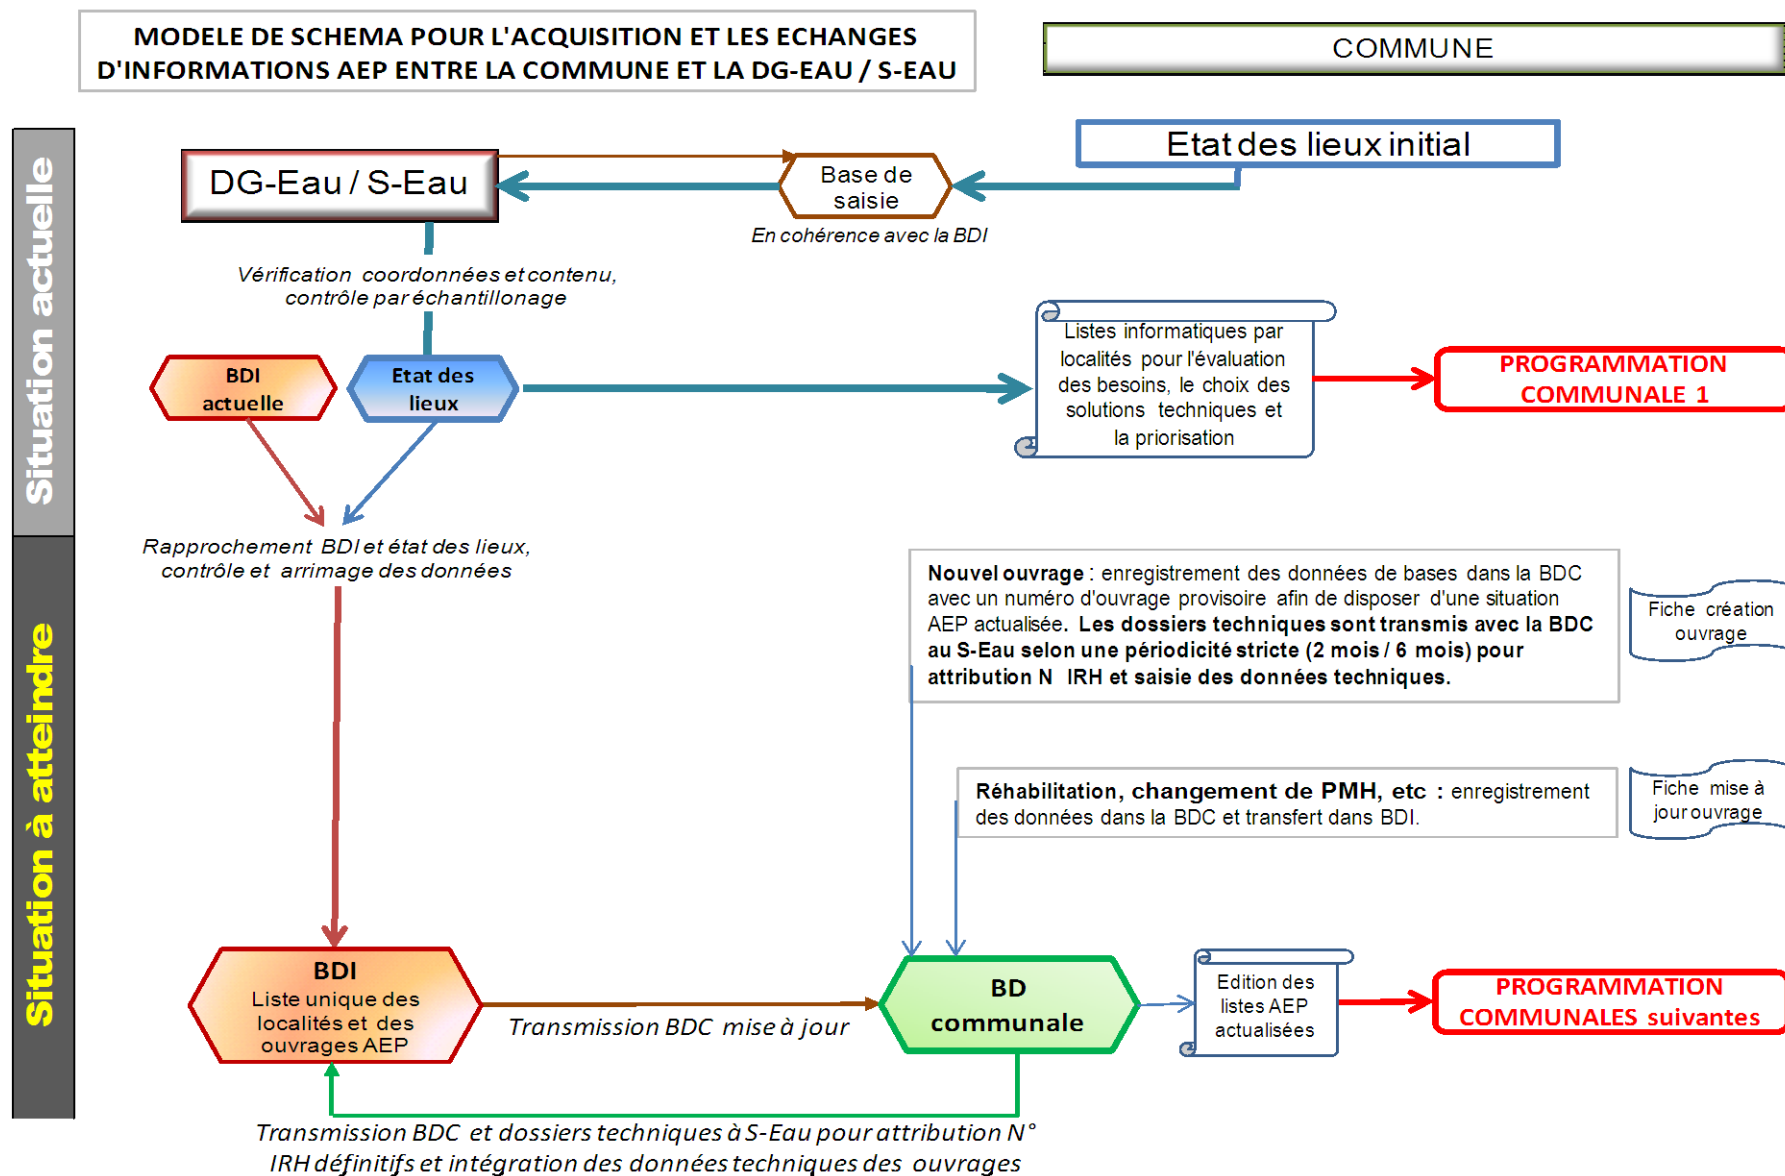 MODELE DE SCHEMA POUR L'ACQUISITION ET LES ECHANGES
D'INFORMATIONS AEP ENTRE LA COMMUNE ET LA DG-EAU / S-EAU
COMMUNE
Situation actuelle
Etat des lieux initial
DG-Eau / S-Eau
Base de
saisie
En cohérence avec la BDI
Vérification coordonnées et contenu,
contrôle par échantillonage
BDI
actuelle
Etat des
lieux
Listes informatiques par
localités pour l'évaluation
des besoins, le choix des
solutions techniques et
la priorisation
PROGRAMMATION
COMMUNALE 1
Situation à atteindre
Rapprochement BDI et état des lieux,
contrôle et arrimage des données
Nouvel ouvrage : enregistrement des données de bases dans la BDC
avec un numéro d'ouvrage provisoire afin de disposer d'une situation
AEP actualisée. Les dossiers techniques sont transmis avec la BDC
au S-Eau selon une périodicité stricte (2 mois / 6 mois) pour
attribution N IRH et saisie des données techniques.
Fiche création
ouvrage
Réhabilitation, changement de PMH, etc : enregistrement
des données dans la BDC et transfert dans BDI.
Fiche mise à
jour ouvrage
BDI
Liste unique des
localités et des
ouvrages AEP
Transmission BDC mise à jour
BD
communale
Edition des
listes AEP
actualisées
PROGRAMMATION
COMMUNALES suivantes
Transmission BDC et dossiers techniques à S-Eau pour attribution N°
IRH définitifs et intégration des données techniques des ouvrages